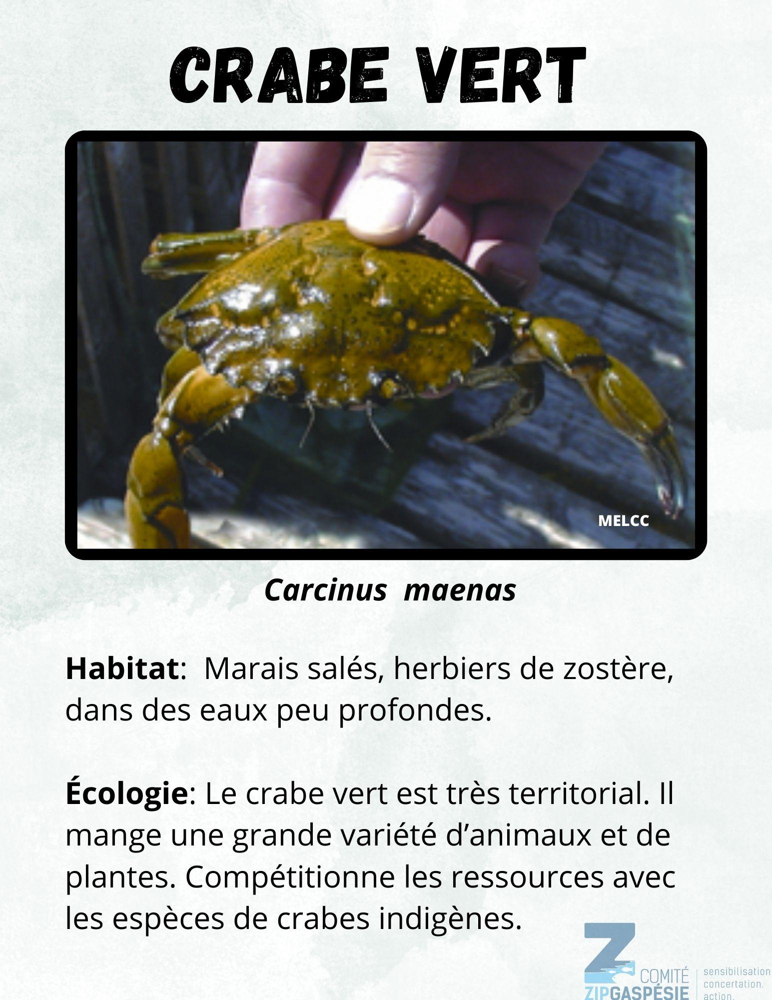 CRABE VERT
MELCC
Carcinus maenas
Habitat: Marais salés, herbiers de zostère,
dans des eaux peu profondes.
Écologie: Le crabe vert est très territorial. Il
mange une grande variété d’animaux et de
plantes. Compétitionne les ressources avec
les espèces de crabes indigènes.
Z
COMITÉ
ZIPGASPÉSIE
sensibilisation
concertation.
action.